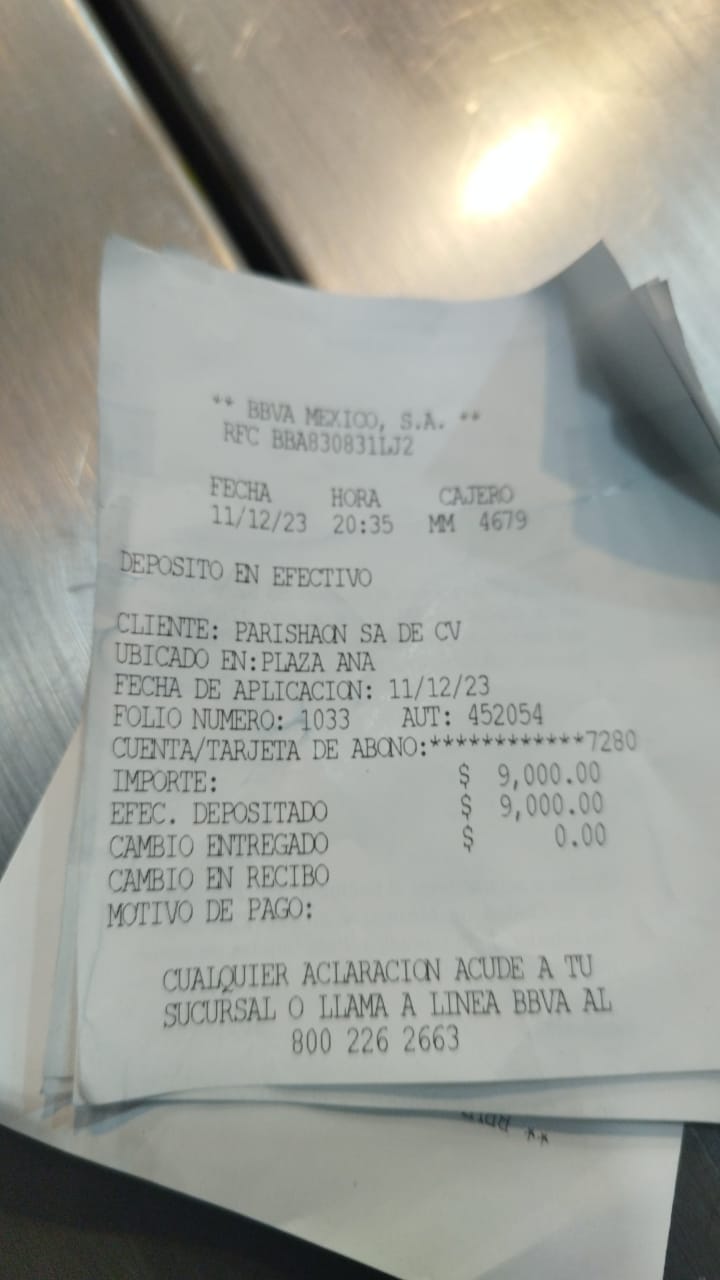 ** BBVA MEXICO, S.A. **
RFC BBA830831LJ2
FECHA HORA CAJERO
11/12/23 20:35 MM 4679
DEPOSITO EN EFECTIVO
CLIENTE: PARISHAON SA DE CV
UBICADO EN:PLAZA ANA
FECHA DE APLICACION: 11/12/23
FOLIO NUMERO: 1033 AUT: 452054
CUENTA/TARJETA DE ABONO:************7280
IMPORTE: $ 9,000.00
EFEC. DEPOSITADO $ 9,000.00
CAMBIO ENTREGADO $ 0.00
CAMBIO EN RECIBO
MOTIVO DE PAGO:
CUALQUIER ACLARACION ACUDE A TU
SUCURSAL O LLAMA A LINEA BBVA AL
800 226 2663